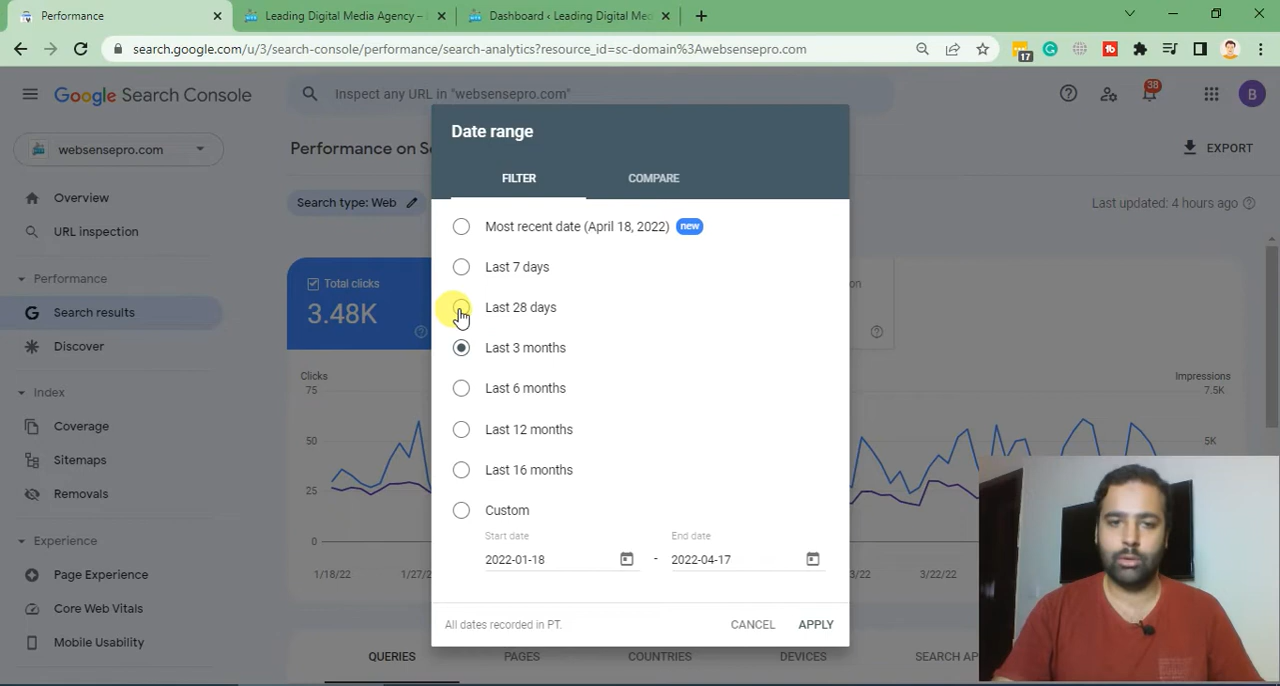 Performance
Leading Digital Media Agency –
Dashboard ‹ Leading Digital Med
search.google.com/u/3/search-console/performance/search-analytics?resource_id=sc-domain%3Awebsensepro.com
17
Google Search Console
Inspect any URL in "websensepro.com"
38
B
websensepro.com
Performance on S
EXPORT
Overview
URL inspection
Performance
Search results
Discover
Index
Coverage
Sitemaps
Removals
Experience
Page Experience
Core Web Vitals
Mobile Usability
Search type: Web
Last updated: 4 hours ago
Total clicks
3.48K
on
Clicks
75
50
25
0
Impressions
7.5K
5K
1/18/22
1/27/22
3/22
3/22/22
QUERIES
PAGES
COUNTRIES
DEVICES
SEARCH AP
Date range
FILTER
COMPARE
Most recent date (April 18, 2022) new
Last 7 days
Last 28 days
Last 3 months
Last 6 months
Last 12 months
Last 16 months
Custom
Start date
2022-01-18
-
End date
2022-04-17
All dates recorded in PT.
CANCEL
APPLY